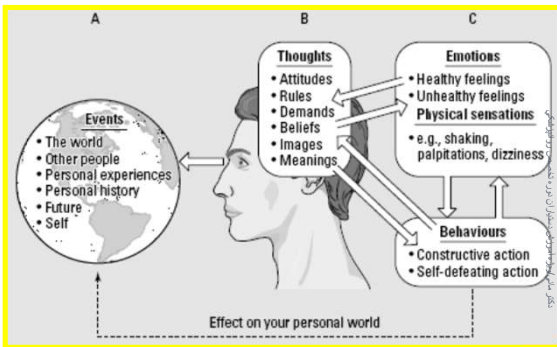 A
B
C
Events
• The world
• Other people
• Personal experiences
• Personal history
• Future
• Self
Thoughts
• Attitudes
• Rules
• Demands
• Beliefs
• Images
• Meanings
Emotions
• Healthy feelings
• Unhealthy feelings
Physical sensations
• e.g., shaking,
palpitations, dizziness
Behaviours
• Constructive action
• Self-defeating action
Effect on your personal world